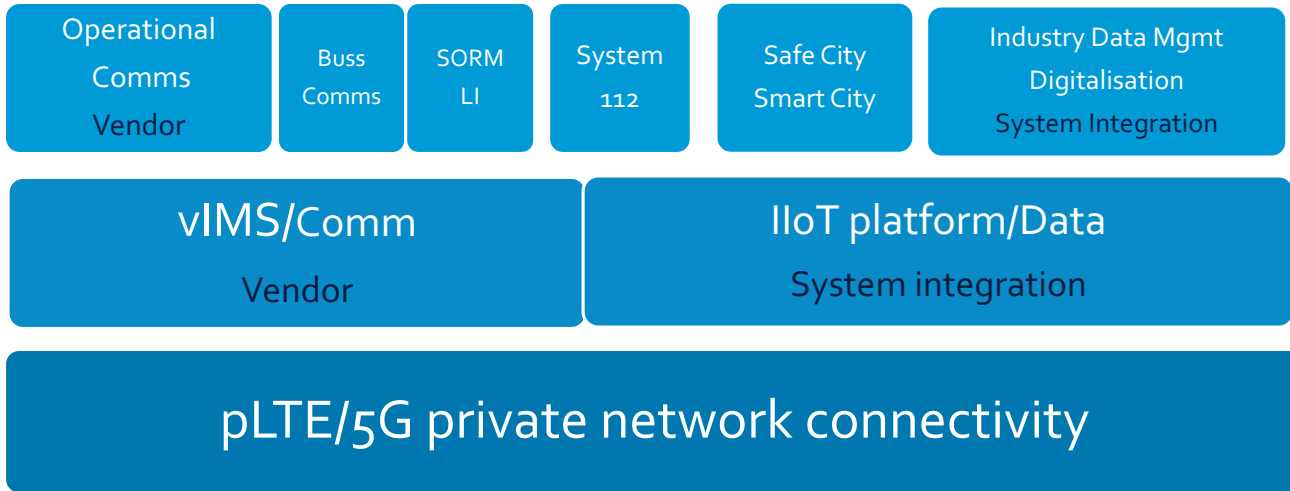 Operational
Comms
Vendor
Buss
Comms
SORM
LI
System
112
Safe City
Smart City
Industry Data Mgmt
Digitalisation
System Integration
vIMS/Comm
Vendor
IIoT platform/Data
System integration
pLTE/5G private network connectivity